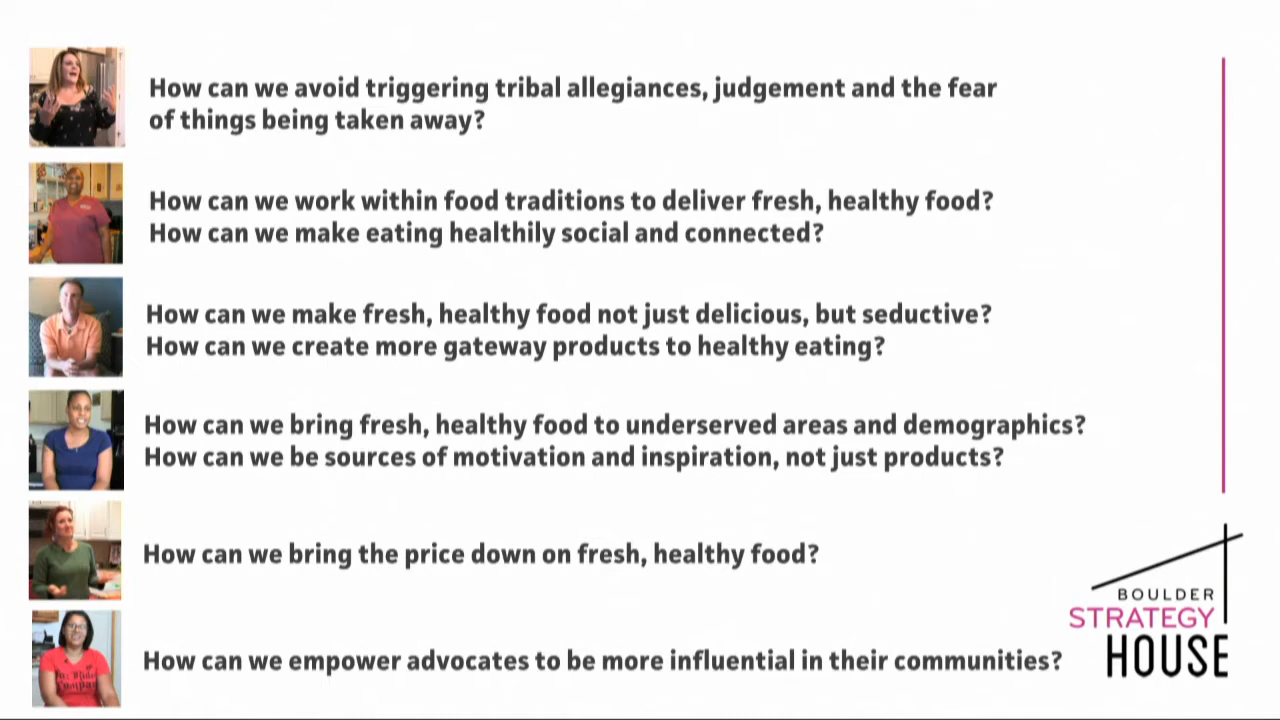 How can we avoid triggering tribal allegiances, judgement and the fear
of things being taken away?
How can we work within food traditions to deliver fresh, healthy food?
How can we make eating healthily social and connected?
How can we make fresh, healthy food not just delicious, but seductive?
How can we create more gateway products to healthy eating?
How can we bring fresh, healthy food to underserved areas and demographics?
How can we be sources of motivation and inspiration, not just products?
How can we bring the price down on fresh, healthy food?
How can we empower advocates to be more influential in their communities?
BOULDER
STRATEGY
HOUSE